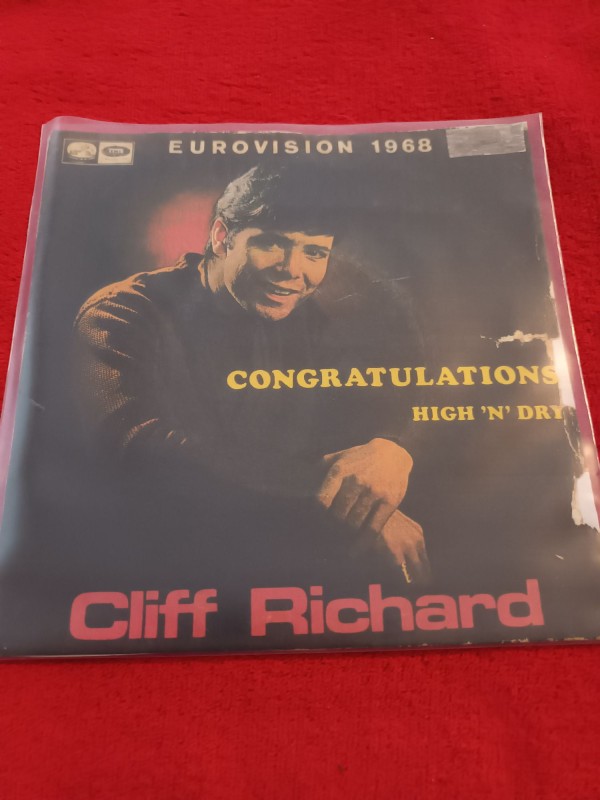 EUROVISION 1968
CONGRATULATIONS
HIGH 'N' DRY
Cliff Richard